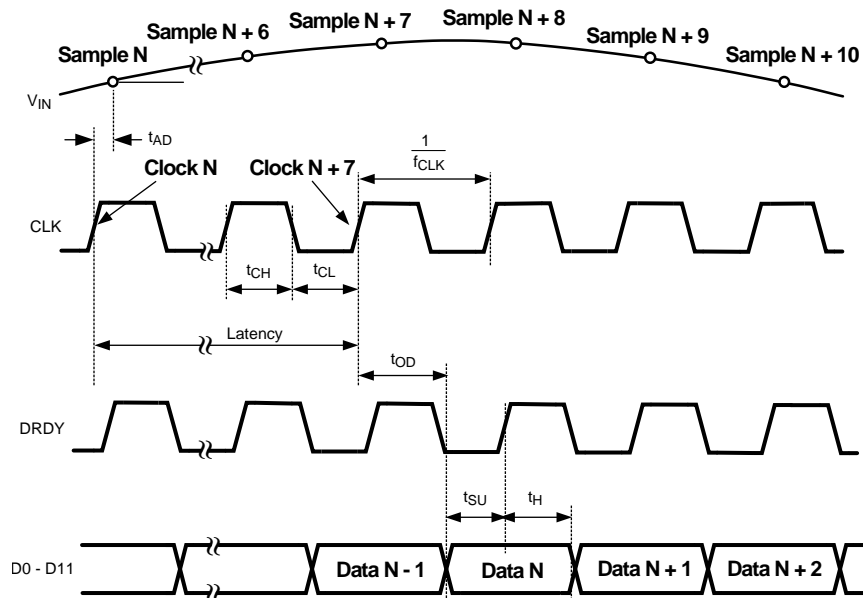 Sample N
Sample N + 6
Sample N + 7
Sample N + 8
Sample N + 9
Sample N + 10
VIN
tAD
Clock N
Clock N + 7
1
fCLK
CLK
tCH
tCL
Latency
tOD
DRDY
tSU
tH
D0 - D11
Data N - 1
Data N
Data N + 1
Data N + 2